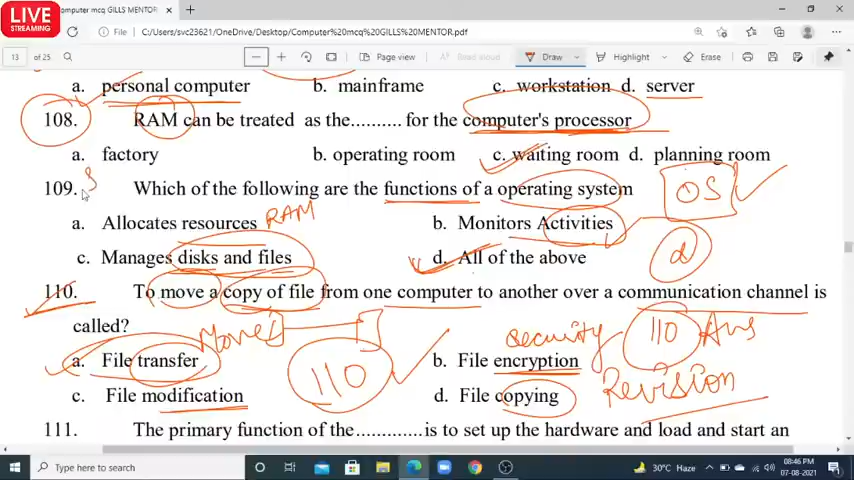 LIVE
STREAMING
Computer mcq GILLS MENTOR.pdf
File C:/Users/svc23621/OneDrive/Desktop/Computer%20mcq%20GILLS%20MENTOR.pdf
13 of 25 Page view Read aloud Draw Highlight Erase
a. personal computer b. mainframe c. workstation d. server
108. RAM can be treated as the......... for the computer's processor
a. factory b. operating room c. waiting room d. planning room
109. Which of the following are the functions of a operating system OS
a. Allocates resources RAM b. Monitors Activities
c. Manages disks and files d. All of the above d
110. To move a copy of file from one computer to another over a communication channel is
called?
Move security 110 Ans
a. File transfer b. File encryption
110 Revision
c. File modification d. File copying
111. The primary function of the.............is to set up the hardware and load and start an
Type here to search 30°C Haze 08:46 PM
07-08-2021